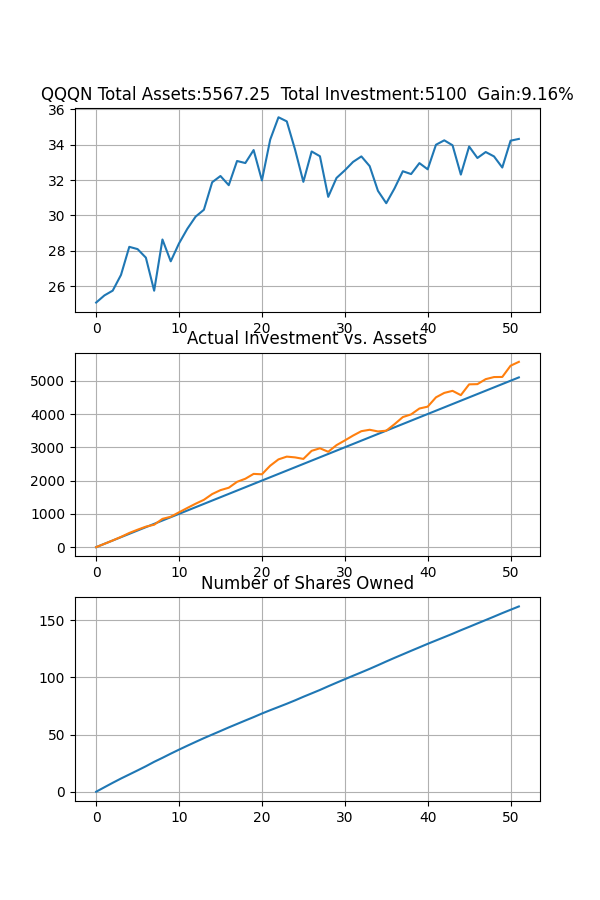 QQQN Total Assets:5567.25  Total Investment:5100  Gain:9.16%
36
34
32
30
28
26
0 10 20 30 40 50
Actual Investment vs. Assets
5000
4000
3000
2000
1000
0
0 10 20 30 40 50
Number of Shares Owned
150
100
50
0
0 10 20 30 40 50